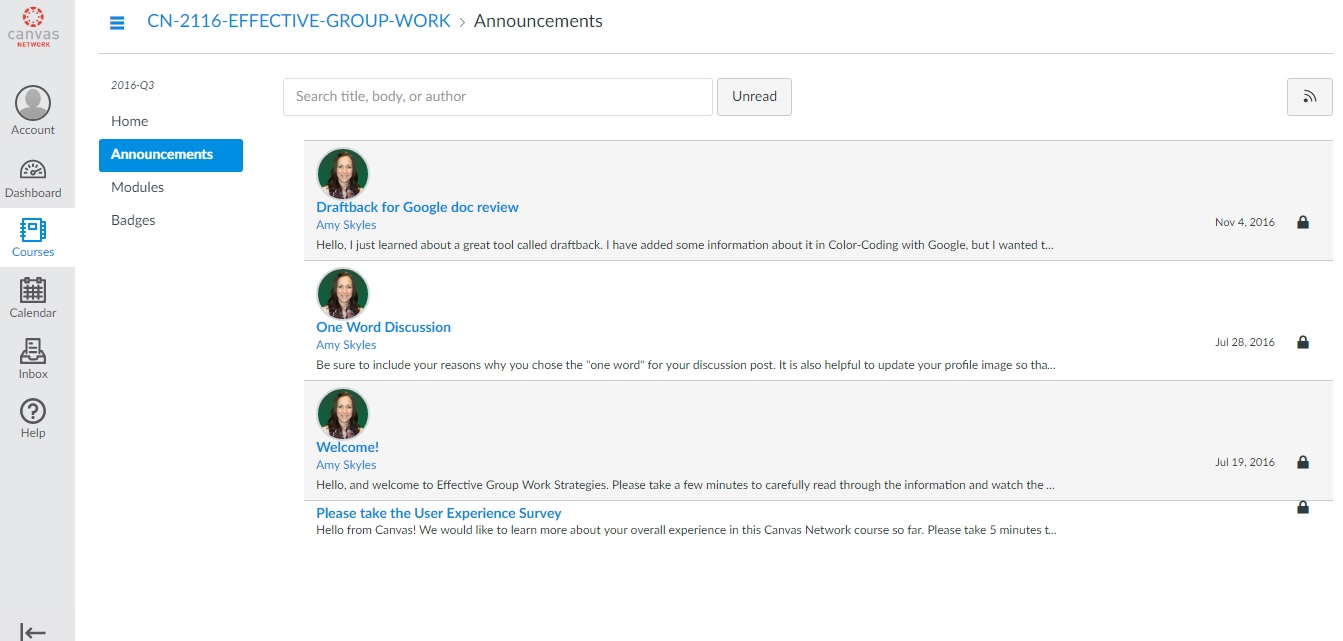 canvas
NETWORK
Account
Dashboard
Courses
Calendar
Inbox
Help
CN-2116-EFFECTIVE-GROUP-WORK > Announcements
2016-Q3
Home
Announcements
Modules
Badges
Search title, body, or author
Unread
Draftback for Google doc review
Amy Skyles
Nov 4, 2016
Hello, I just learned about a great tool called draftback. I have added some information about it in Color-Coding with Google, but I wanted t...
One Word Discussion
Amy Skyles
Jul 28, 2016
Be sure to include your reasons why you chose the "one word" for your discussion post. It is also helpful to update your profile image so tha...
Welcome!
Amy Skyles
Jul 19, 2016
Hello, and welcome to Effective Group Work Strategies. Please take a few minutes to carefully read through the information and watch the ...
Please take the User Experience Survey
Hello from Canvas! We would like to learn more about your overall experience in this Canvas Network course so far. Please take 5 minutes t...